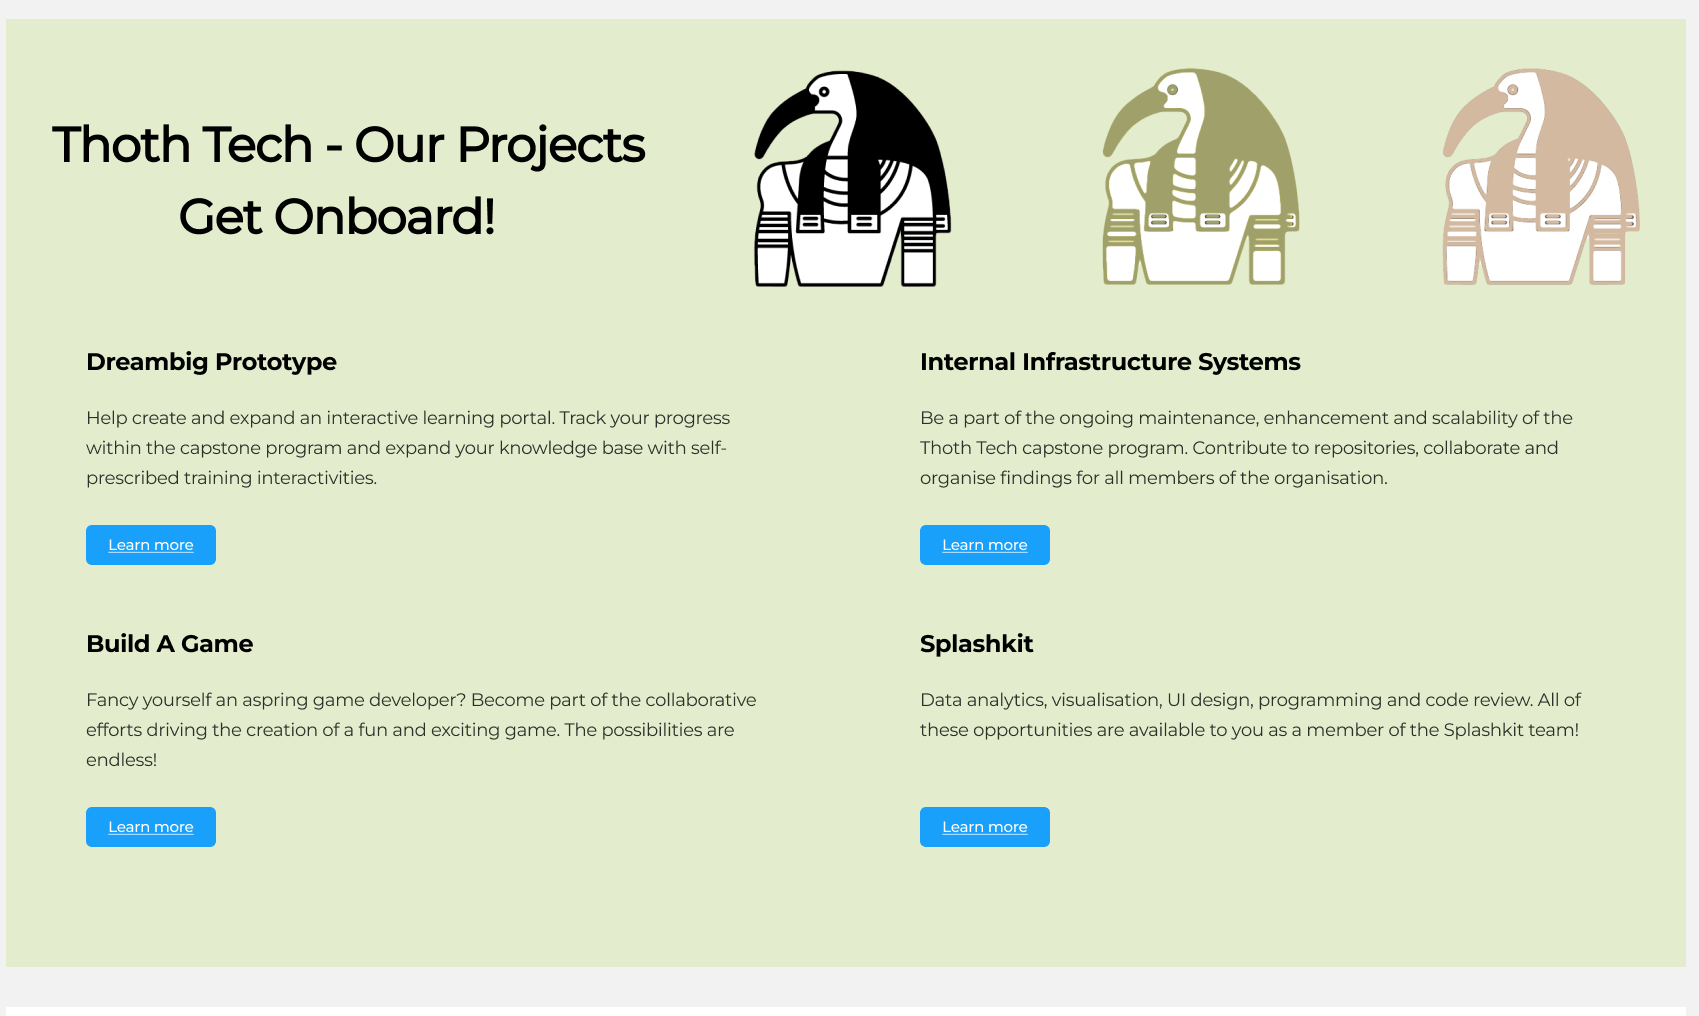 Thoth Tech - Our Projects
Get Onboard!
Dreambig Prototype
Help create and expand an interactive learning portal. Track your progress
within the capstone program and expand your knowledge base with self-
prescribed training interactivities.
Learn more
Internal Infrastructure Systems
Be a part of the ongoing maintenance, enhancement and scalability of the
Thoth Tech capstone program. Contribute to repositories, collaborate and
organise findings for all members of the organisation.
Learn more
Build A Game
Fancy yourself an aspring game developer? Become part of the collaborative
efforts driving the creation of a fun and exciting game. The possibilities are
endless!
Learn more
Splashkit
Data analytics, visualisation, UI design, programming and code review. All of
these opportunities are available to you as a member of the Splashkit team!
Learn more